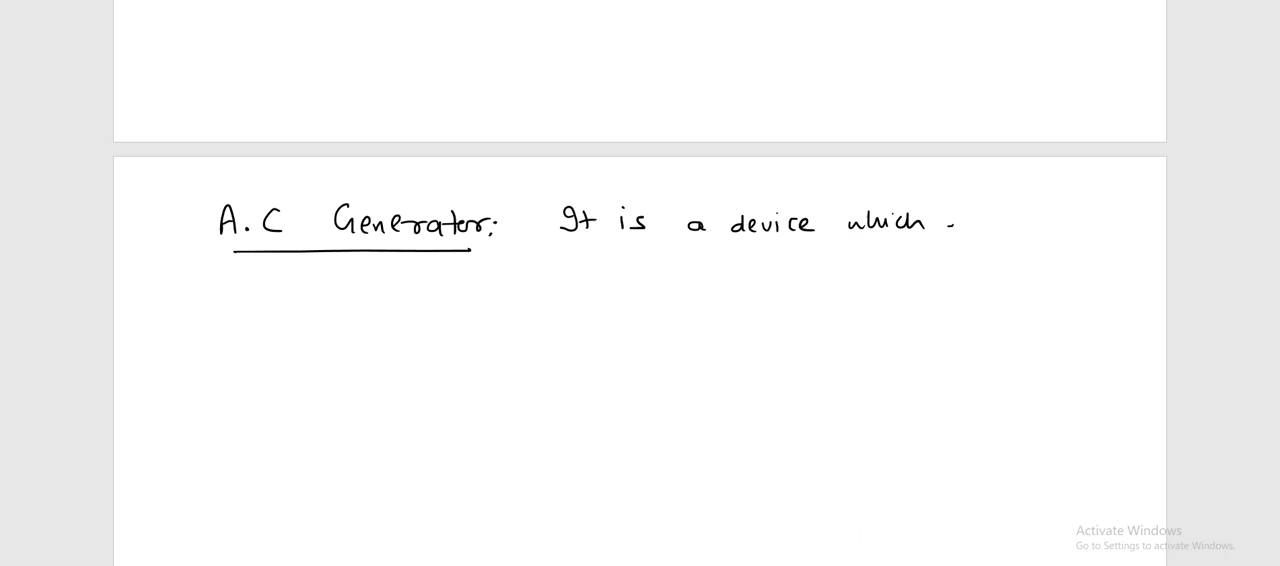 A.C Generator: It is a device which -
Activate Windows
Go to Settings to activate Windows.